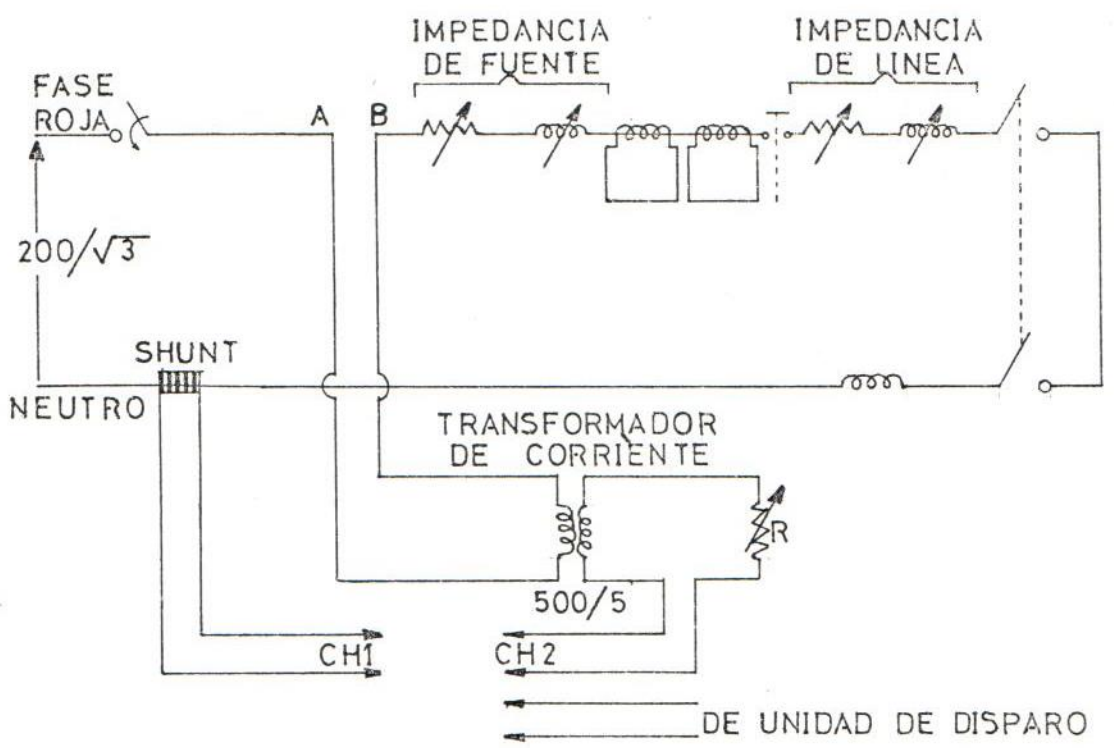 IMPEDANCIA
DE FUENTE
IMPEDANCIA
DE LINEA
FASE
ROJA
A
B
200/√3
SHUNT
NEUTRO
TRANSFORMADOR
DE CORRIENTE
R
500/5
CH1
CH2
DE UNIDAD DE DISPARO